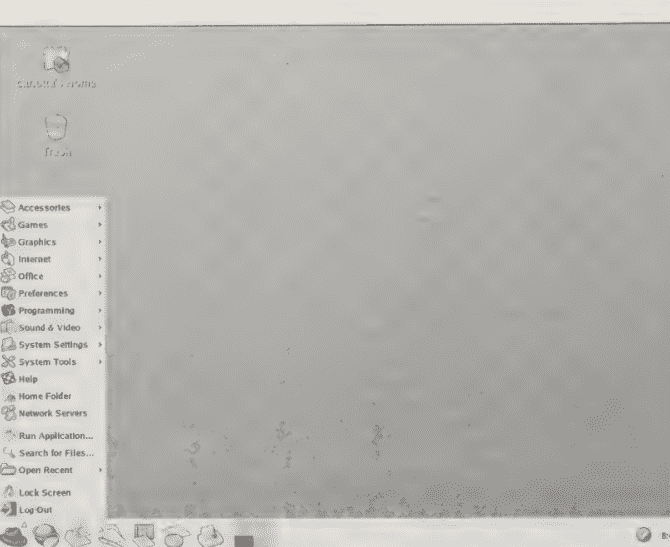 Trash
Accessories
Games
Graphics
Internet
Office
Preferences
Programming
Sound & Video
System Settings
System Tools
Help
Home Folder
Network Servers
Run Application...
Search for Files...
Open Recent
Lock Screen
Log Out